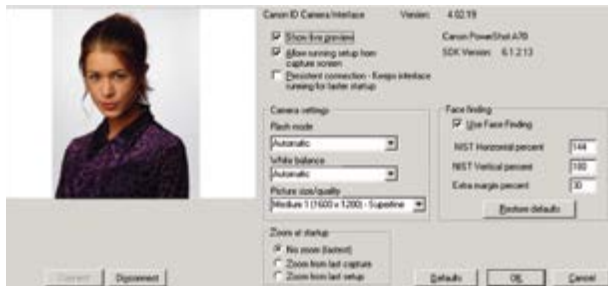 Canon ID Camera Interface Version: 4.02.19
Show live preview
Canon PowerShot A70
Allow running setup from
capture screen
SDK Version: 6.1.2.13
Persistent connection - Keeps interface
running for faster startup
Camera settings
Flash mode
Automatic
White balance
Automatic
Picture size/quality
Medium 1 (1600 x 1200) - Superfine
Face finding
Use Face Finding
NIST Horizontal percent 144
NIST Vertical percent 180
Extra margin percent 30
Restore defaults
Zoom at startup
No zoom (fastest)
Zoom from last capture
Zoom from last setup
Connect Disconnect Defaults OK Cancel